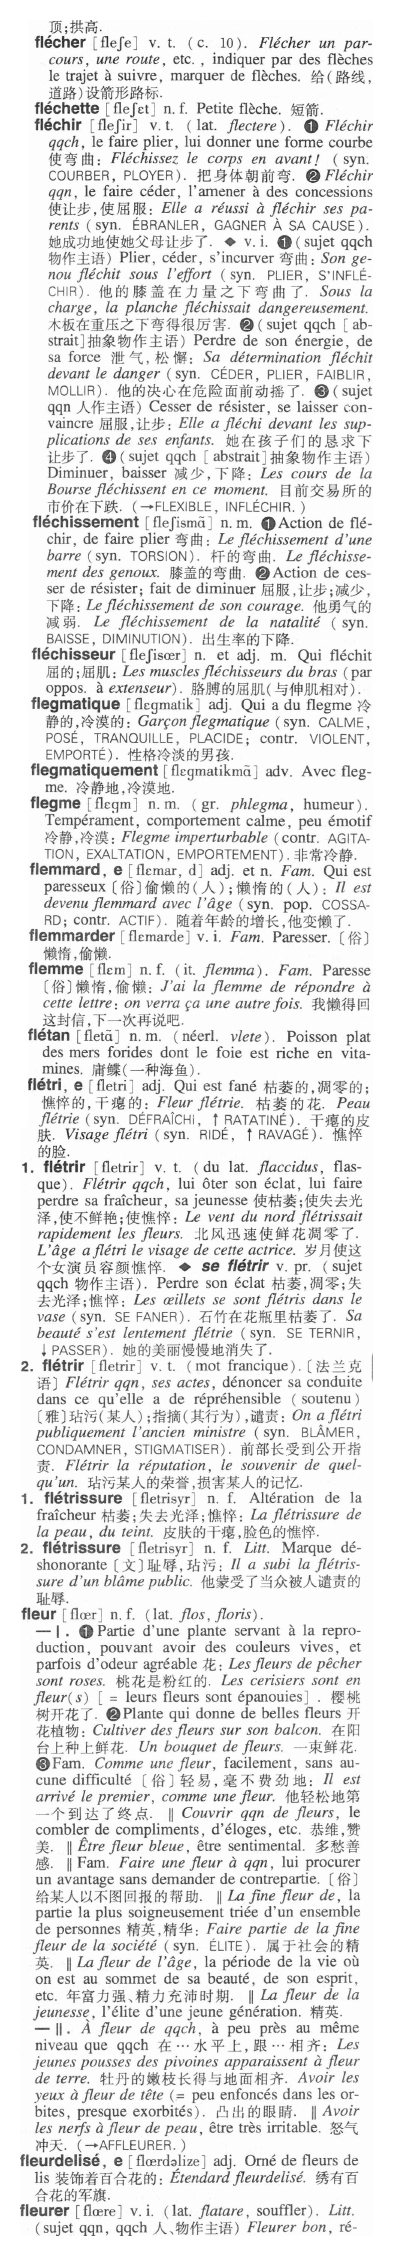 顶;拱高.
flécher [fleʃe] v. t. (c. 10). Flécher un par-
cours, une route, etc., indiquer par des flèches
le trajet à suivre, marquer de flèches. 给(路线,
道路)设箭形路标.
fléchette [fleʃɛt] n. f. Petite flèche. 短箭.
fléchir [fleʃir] v. t. (lat. flectere). ❶ Fléchir
qqch, le faire plier, lui donner une forme courbe
使弯曲: Fléchissez le corps en avant! (syn.
COURBER, PLOYER). 把身体朝前弯. ❷ Fléchir
qqn, le faire céder, l'amener à des concessions
使让步,使屈服: Elle a réussi à fléchir ses pa-
rents (syn. ÉBRANLER, GAGNER À SA CAUSE).
她成功地使她父母让步了. ◆ v. i. ❶ (sujet qqch
物作主语) Plier, céder, s'incurver 弯曲: Son ge-
nou fléchit sous l'effort (syn. PLIER, S'INFLÉ-
CHIR). 他的膝盖在力量之下弯曲了. Sous la
charge, la planche fléchissait dangereusement.
木板在重压之下弯得很厉害. ❷ (sujet qqch [ab-
strait]抽象物作主语) Perdre de son énergie, de
sa force 泄气,松懈: Sa détermination fléchit
devant le danger (syn. CÉDER, PLIER, FAIBLIR,
MOLLIR). 他的决心在危险面前动摇了. ❸ (sujet
qqn 人作主语) Cesser de résister, se laisser con-
vaincre 屈服,让步: Elle a fléchi devant les sup-
plications de ses enfants. 她在孩子们的恳求下
让步了. ❹ (sujet qqch [abstrait]抽象物作主语)
Diminuer, baisser 减少,下降: Les cours de la
Bourse fléchissent en ce moment. 目前交易所的
市价在下跌. (→FLEXIBLE, INFLÉCHIR.)
fléchissement [fleʃismɑ̃] n. m. ❶ Action de flé-
chir, de faire plier 弯曲: Le fléchissement d'une
barre (syn. TORSION). 杆的弯曲. Le fléchisse-
ment des genoux. 膝盖的弯曲. ❷ Action de ces-
ser de résister; fait de diminuer 屈服,让步;减少,
下降: Le fléchissement de son courage. 他勇气的
减弱. Le fléchissement de la natalité (syn.
BAISSE, DIMINUTION). 出生率的下降.
fléchisseur [fleʃisœr] n. et adj. m. Qui fléchit
屈的;屈肌: Les muscles fléchisseurs du bras (par
oppos. à extenseur). 胳膊的屈肌(与伸肌相对).
flegmatique [flɛgmatik] adj. Qui a du flegme 冷
静的,冷漠的: Garçon flegmatique (syn. CALME,
POSÉ, TRANQUILLE, PLACIDE; contr. VIOLENT,
EMPORTÉ). 性格冷淡的男孩.
flegmatiquement [flɛgmatikmɑ̃] adv. Avec fleg-
me. 冷静地,冷漠地.
flegme [flɛgm] n. m. (gr. phlegma, humeur).
Tempérament, comportement calme, peu émotif
冷静,冷漠: Flegme imperturbable (contr. AGITA-
TION, EXALTATION, EMPORTEMENT). 非常冷静.
flemmard, e [flɛmar, d] adj. et n. Fam. Qui est
paresseux [俗]偷懒的(人);懒惰的(人): Il est
devenu flemmard avec l'âge (syn. pop. COSSA-
RD; contr. ACTIF). 随着年龄的增长,他变懒了.
flemmarder [flɛmarde] v. i. Fam. Paresser. [俗]
懒惰,偷懒.
flemme [flɛm] n. f. (it. flemma). Fam. Paresse
[俗]懒惰,偷懒: J'ai la flemme de répondre à
cette lettre: on verra ça une autre fois. 我懒得回
这封信,下一次再说吧.
flétan [fletɑ̃] n. m. (néerl. vlete). Poisson plat
des mers forides dont le foie est riche en vita-
mines. 庸鲽(一种海鱼).
flétri, e [fletri] adj. Qui est fané 枯萎的,凋零的;
憔悴的,干瘪的: Fleur flétrie. 枯萎的花. Peau
flétrie (syn. DÉFRAÎCHI, ↑ RATATINÉ). 干瘪的皮
肤. Visage flétri (syn. RIDÉ, ↑ RAVAGÉ). 憔悴
的脸.
1. flétrir [fletrir] v. t. (du lat. flaccidus, flas-
que). Flétrir qqch, lui ôter son éclat, lui faire
perdre sa fraîcheur, sa jeunesse 使枯萎;使失去光
泽,使不鲜艳;使憔悴: Le vent du nord flétrissait
rapidement les fleurs. 北风迅速使鲜花凋零了.
L'âge a flétri le visage de cette actrice. 岁月使这
个女演员容颜憔悴. ◆ se flétrir v. pr. (sujet
qqch 物作主语). Perdre son éclat 枯萎,凋零;失
去光泽;憔悴: Les œillets se sont flétris dans le
vase (syn. SE FANER). 石竹在花瓶里枯萎了. Sa
beauté s'est lentement flétrie (syn. SE TERNIR,
↓ PASSER). 她的美丽慢慢地消失了.
2. flétrir [fletrir] v. t. (mot francique). [法兰克
语] Flétrir qqn, ses actes, dénoncer sa conduite
dans ce qu'elle a de répréhensible (soutenu)
[雅]玷污(某人);指摘(其行为),谴责: On a flétri
publiquement l'ancien ministre (syn. BLÂMER,
CONDAMNER, STIGMATISER). 前部长受到公开指
责. Flétrir la réputation, le souvenir de quel-
qu'un. 玷污某人的荣誉,损害某人的记忆.
1. flétrissure [fletrisyr] n. f. Altération de la
fraîcheur 枯萎;失去光泽;憔悴: La flétrissure de
la peau, du teint. 皮肤的干瘪,脸色的憔悴.
2. flétrissure [fletrisyr] n. f. Litt. Marque dé-
shonorante [文]耻辱,玷污: Il a subi la flétris-
sure d'un blâme public. 他蒙受了当众被人谴责的
耻辱.
fleur [flœr] n. f. (lat. flos, floris).
— I. ❶ Partie d'une plante servant à la repro-
duction, pouvant avoir des couleurs vives, et
parfois d'odeur agréable 花: Les fleurs de pêcher
sont roses. 桃花是粉红的. Les cerisiers sont en
fleur(s) [= leurs fleurs sont épanouies]. 樱桃
树开花了. ❷ Plante qui donne de belles fleurs 开
花植物: Cultiver des fleurs sur son balcon. 在阳
台上种上鲜花. Un bouquet de fleurs. 一束鲜花.
❸ Fam. Comme une fleur, facilement, sans au-
cune difficulté [俗]轻易,毫不费劲地: Il est
arrivé le premier, comme une fleur. 他轻松地第
一个到达了终点. ‖ Couvrir qqn de fleurs, le
combler de compliments, d'éloges, etc. 恭维,赞
美. ‖ Être fleur bleue, être sentimental. 多愁善
感. ‖ Fam. Faire une fleur à qqn, lui procurer
un avantage sans demander de contrepartie. [俗]
给某人以不图回报的帮助. ‖ La fine fleur de, la
partie la plus soigneusement triée d'un ensemble
de personnes 精英,精华: Faire partie de la fine
fleur de la société (syn. ÉLITE). 属于社会的精
英. ‖ La fleur de l'âge, la période de la vie où
on est au sommet de sa beauté, de son esprit,
etc. 年富力强、精力充沛时期. ‖ La fleur de la
jeunesse, l'élite d'une jeune génération. 精英.
— II. À fleur de qqch, à peu près au même
niveau que qqch 在…水平上,跟…相齐: Les
jeunes pousses des pivoines apparaissent à fleur
de terre. 牡丹的嫩枝长得与地面相齐. Avoir les
yeux à fleur de tête (= peu enfoncés dans les or-
bites, presque exorbités). 凸出的眼睛. ‖ Avoir
les nerfs à fleur de peau, être très irritable. 怒气
冲天. (→AFFLEURER.)
fleurdelisé, e [flœrdəlize] adj. Orné de fleurs de
lis 装饰着百合花的: Étendard fleurdelisé. 绣有百
合花的军旗.
fleurer [flœre] v. i. (lat. flatare, souffler). Litt.
(sujet qqn, qqch 人、物作主语) Fleurer bon, ré-